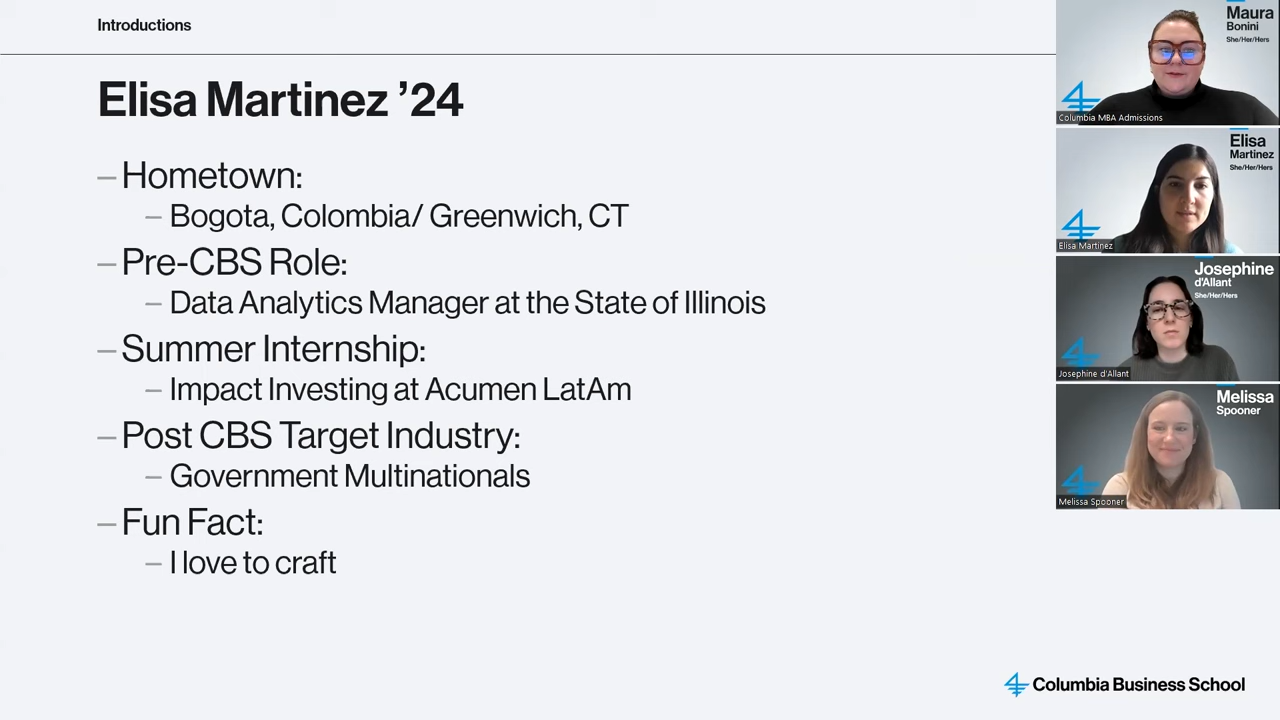 Introductions
Elisa Martinez ’24
– Hometown:
– Bogota, Colombia/ Greenwich, CT
– Pre-CBS Role:
– Data Analytics Manager at the State of Illinois
– Summer Internship:
– Impact Investing at Acumen LatAm
– Post CBS Target Industry:
– Government Multinationals
– Fun Fact:
– I love to craft
Columbia Business School
Maura
Bonini
She/Her/Hers
Columbia MBA Admissions
Elisa
Martinez
She/Her/Hers
Elisa Martinez
Josephine
d’Allant
She/Her/Hers
Josephine d'Allant
Melissa
Spooner
Melissa Spooner